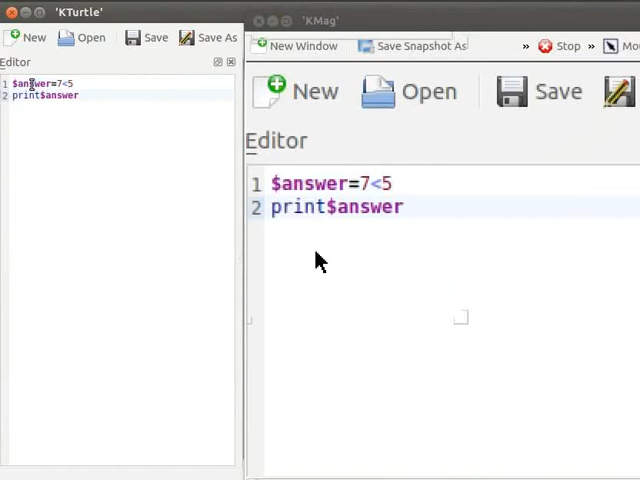 'KTurtle'
New Open Save Save As
Editor
1 $answer=7<5
2 print$answer
'KMag'
New Window Save Snapshot As » Stop » Mou
New Open Save
Editor
1 $answer=7<5
2 print$answer